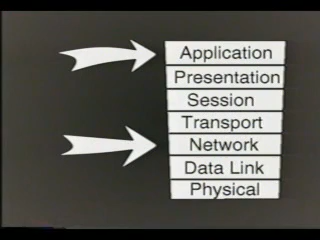 Application
Presentation
Session
Transport
Network
Data Link
Physical